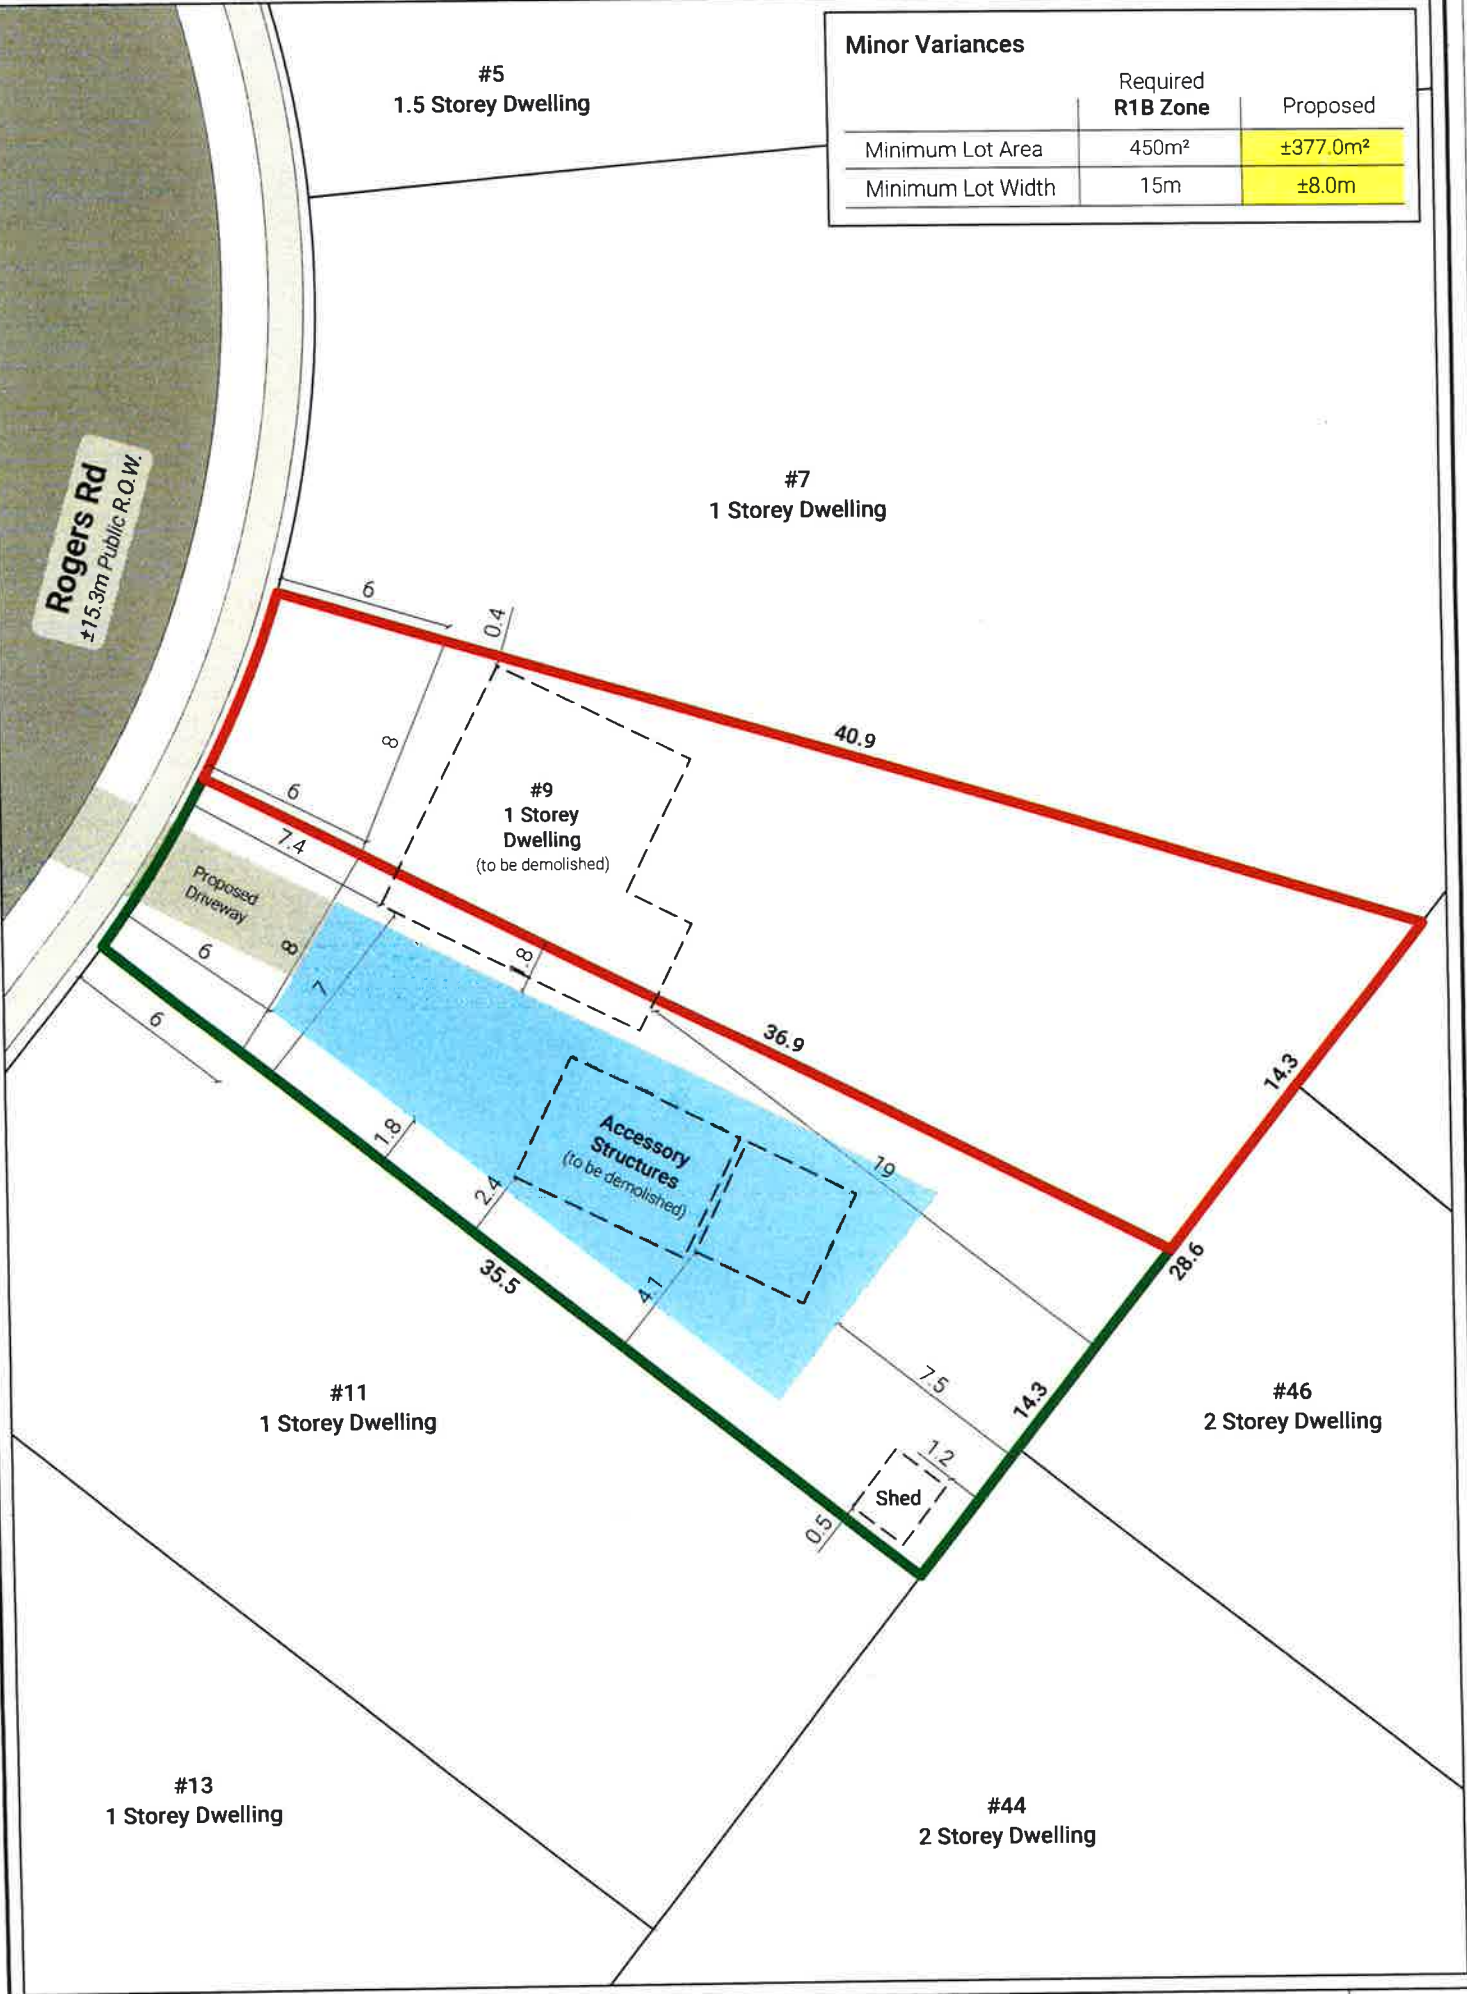 #5
1.5 Storey Dwelling
Minor Variances
Required
R1B Zone
Proposed
Minimum Lot Area 450m² ±377.0m²
Minimum Lot Width 15m ±8.0m
Rogers Rd
±15.3m Public R.O.W.
#7
1 Storey Dwelling
6
0.4
40.9
8
#9
1 Storey
Dwelling
(to be demolished)
6
7.4
Proposed
Driveway
8
6
7
1.8
6
36.9
14.3
1.8
Accessory
Structures
(to be demolished)
19
2.4
28.6
35.5
4.1
7.5
14.3
#11
1 Storey Dwelling
#46
2 Storey Dwelling
1.2
Shed
0.5
#13
1 Storey Dwelling
#44
2 Storey Dwelling